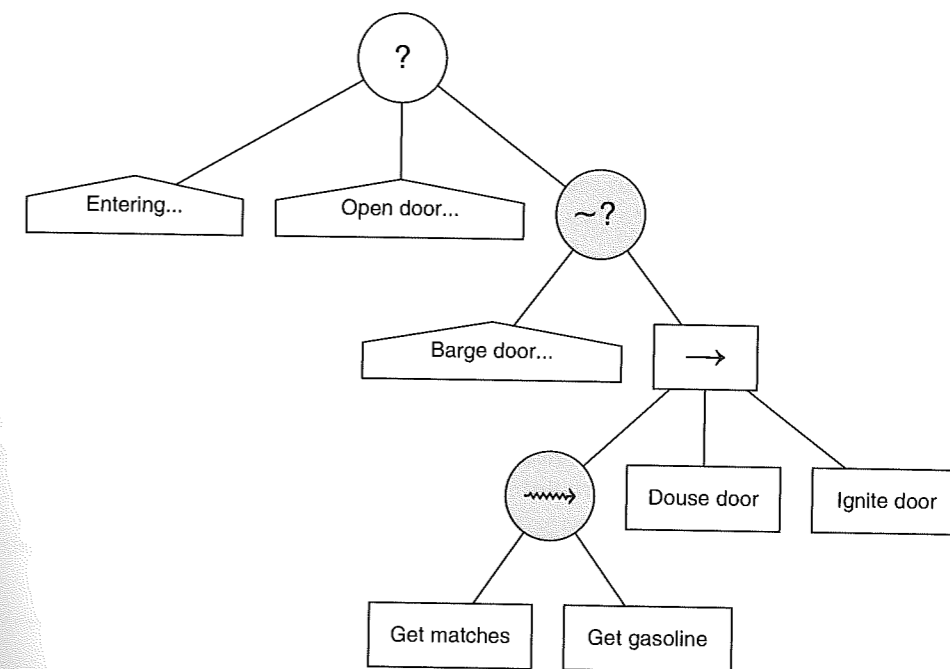 ?
Entering...
Open door...
~?
Barge door...
→
Douse door
Ignite door
Get matches
Get gasoline